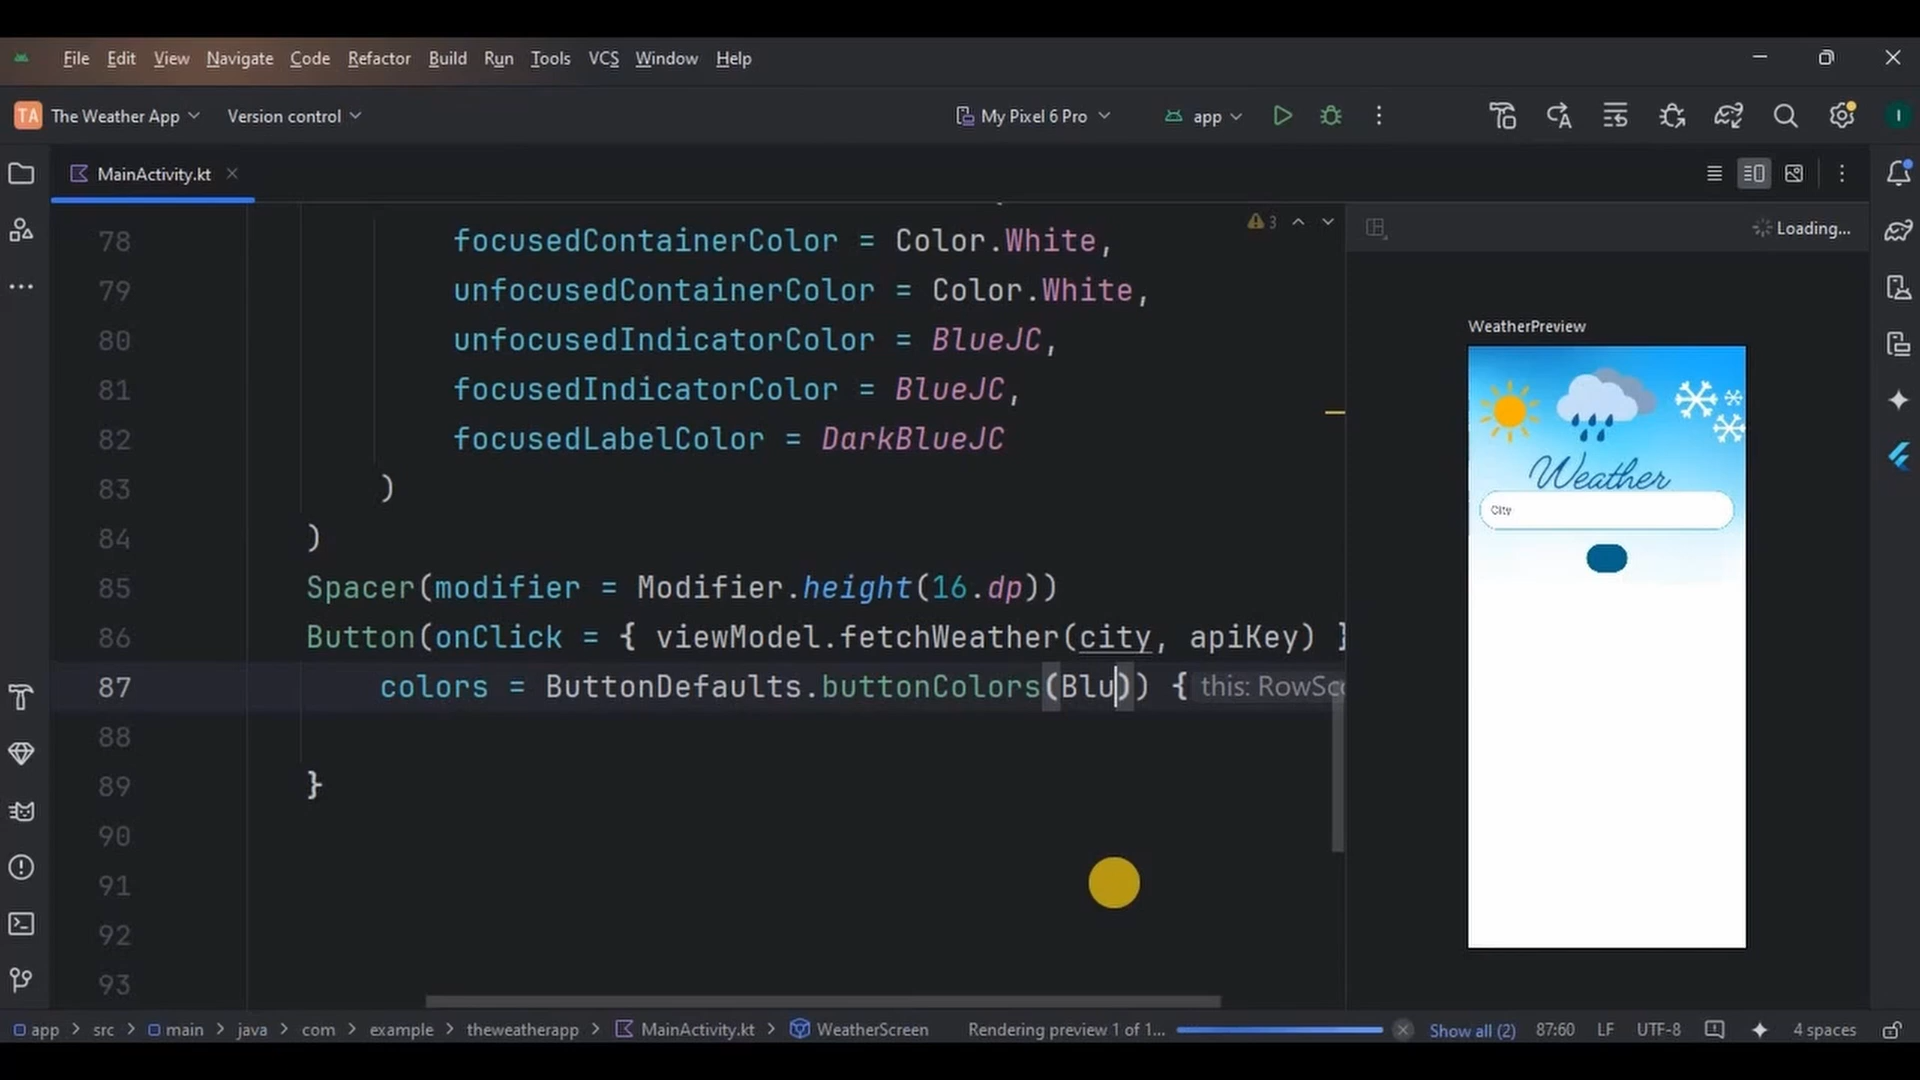 File Edit View Navigate Code Refactor Build Run Tools VCS Window Help
TA The Weather App Version control My Pixel 6 Pro app I
MainActivity.kt
3
Loading...
78 focusedContainerColor = Color.White,
79 unfocusedContainerColor = Color.White,
80 unfocusedIndicatorColor = BlueJC,
81 focusedIndicatorColor = BlueJC,
82 focusedLabelColor = DarkBlueJC
83 )
84 )
85 Spacer(modifier = Modifier.height(16.dp))
86 Button(onClick = { viewModel.fetchWeather(city, apiKey) }
87 colors = ButtonDefaults.buttonColors(Blu)) { this: RowSc
88
89 }
90
91
92
93
WeatherPreview
Weather
City
app > src > main > java > com > example > theweatherapp > MainActivity.kt > WeatherScreen Rendering preview 1 of 1... Show all (2) 87:60 LF UTF-8 4 spaces